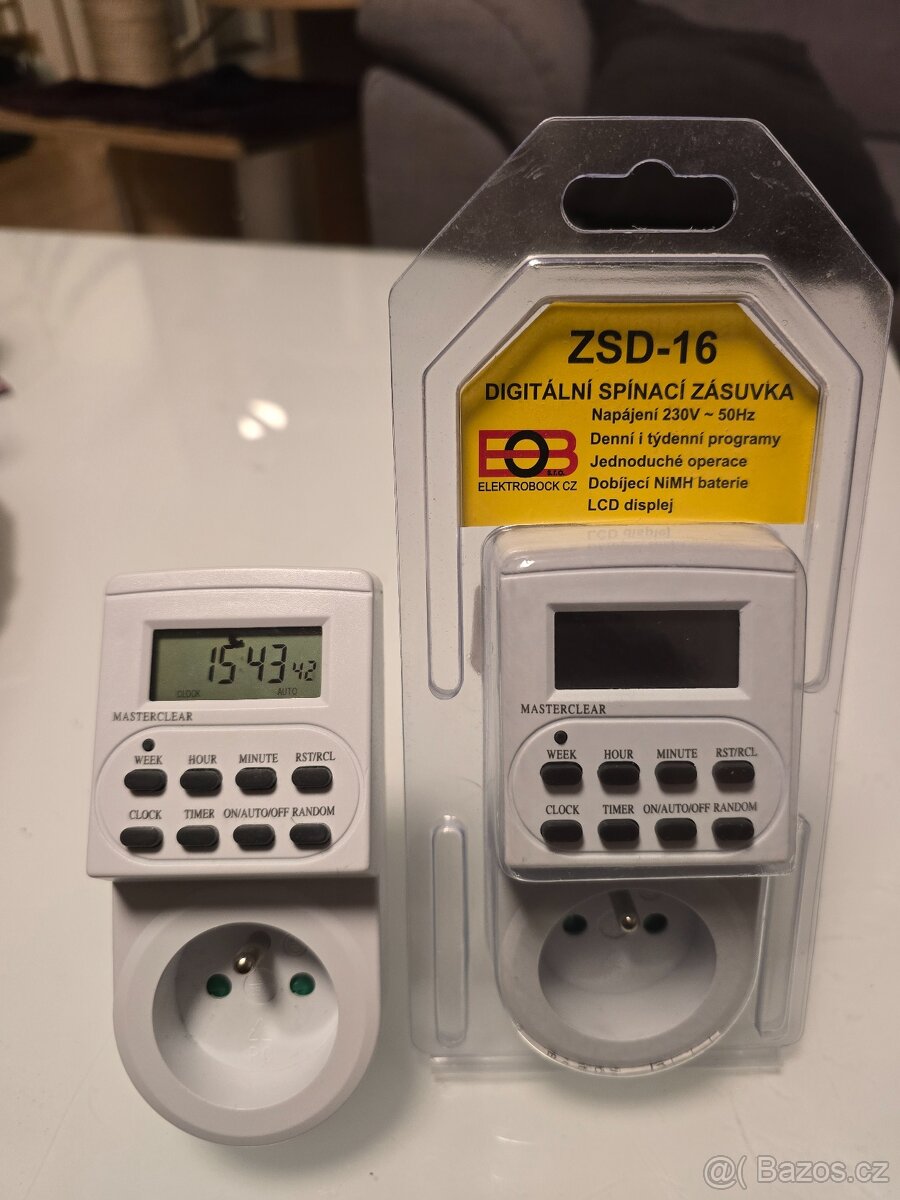 ZSD-16
DIGITÁLNÍ SPÍNACÍ ZÁSUVKA
Napájení 230V ~ 50Hz
EOB
s.r.o.
ELEKTROBOCK CZ
Denní i týdenní programy
Jednoduché operace
Dobíjecí NiMH baterie
LCD displej
15:43 42
CLOCK AUTO
MASTERCLEAR
WEEK HOUR MINUTE RST/RCL
CLOCK TIMER ON/AUTO/OFF RANDOM
MASTERCLEAR
WEEK HOUR MINUTE RST/RCL
CLOCK TIMER ON/AUTO/OFF RANDOM
@( Bazos.cz